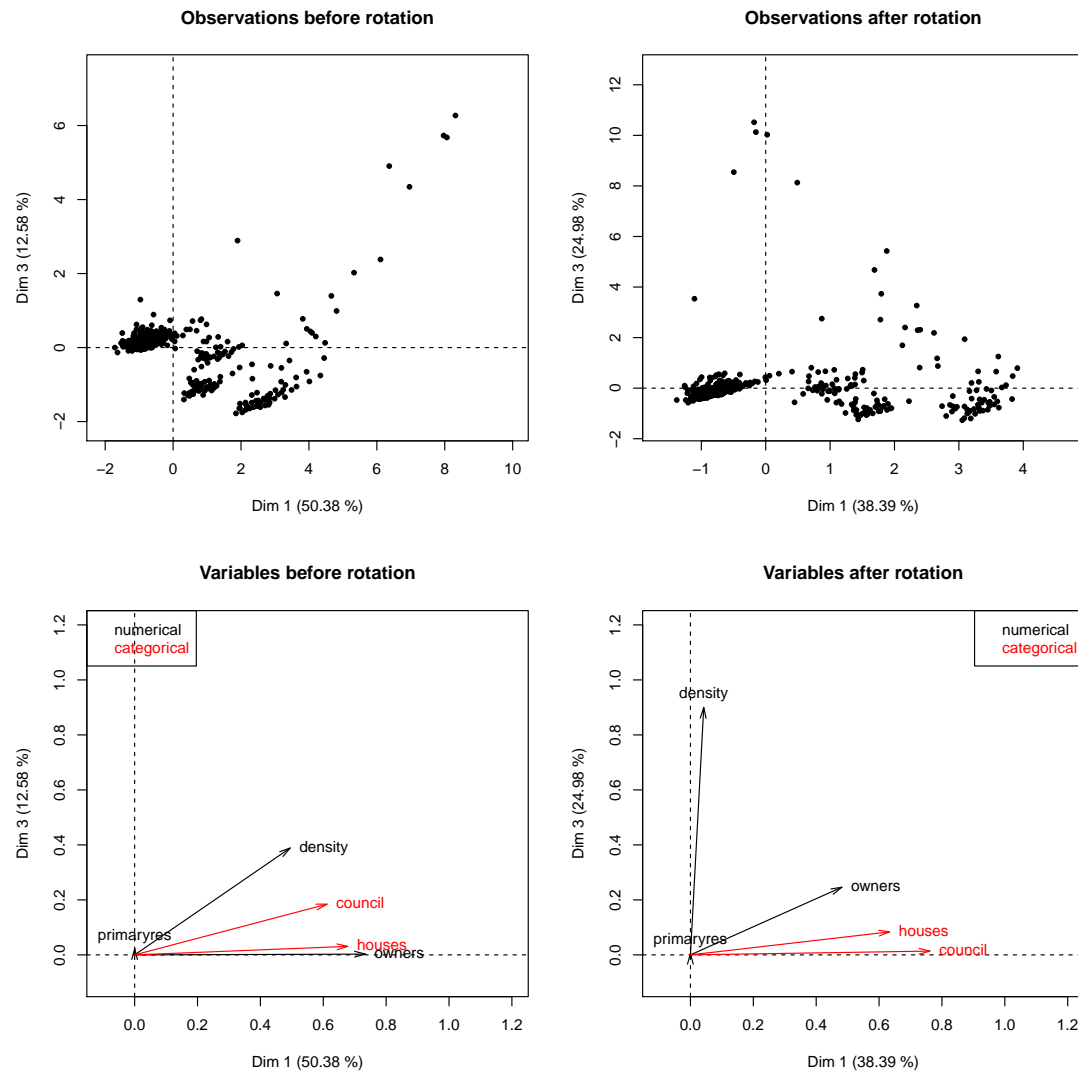 Observations before rotation
Dim 3 (12.58 %)
6
4
2
0
−2
−2 0 2 4 6 8 10
Dim 1 (50.38 %)
Observations after rotation
Dim 3 (24.98 %)
12
10
8
6
4
2
0
−2
−1 0 1 2 3 4
Dim 1 (38.39 %)
Variables before rotation
numerical
categorical
Dim 3 (12.58 %)
1.2
1.0
0.8
0.6
0.4
0.2
0.0
density
council
primaryres
houses
owners
0.0 0.2 0.4 0.6 0.8 1.0 1.2
Dim 1 (50.38 %)
Variables after rotation
numerical
categorical
Dim 3 (24.98 %)
1.2
1.0
0.8
0.6
0.4
0.2
0.0
density
owners
primaryres
houses
council
0.0 0.2 0.4 0.6 0.8 1.0 1.2
Dim 1 (38.39 %)